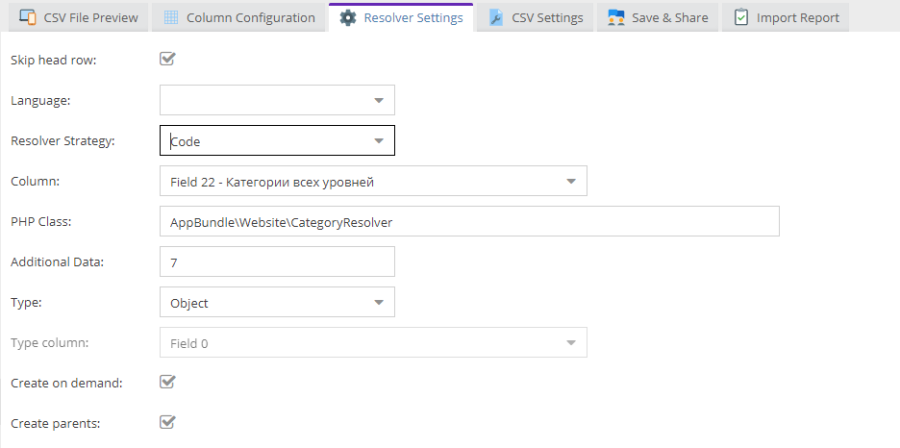 CSV File Preview Column Configuration Resolver Settings CSV Settings Save & Share Import Report
Skip head row:
Language:
Resolver Strategy: Code
Column: Field 22 - Категории всех уровней
PHP Class: AppBundle\Website\CategoryResolver
Additional Data: 7
Type: Object
Type column: Field 0
Create on demand:
Create parents: